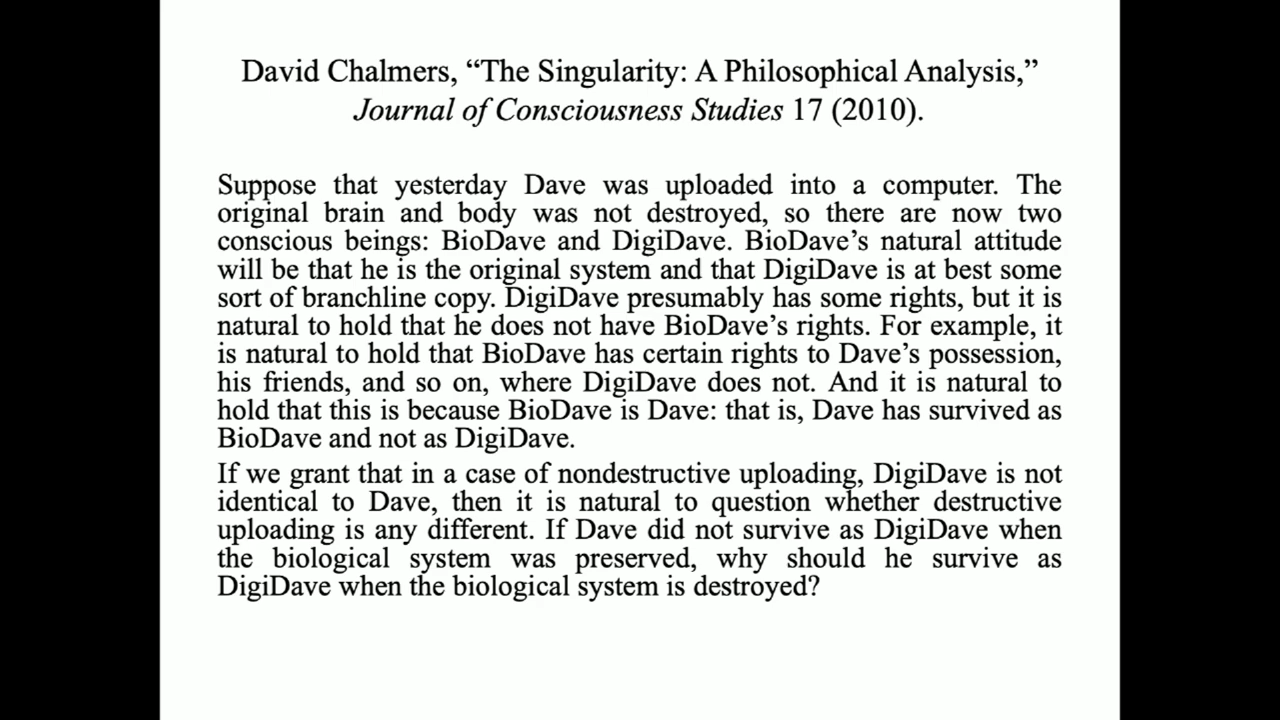 David Chalmers, “The Singularity: A Philosophical Analysis,”
Journal of Consciousness Studies 17 (2010).
Suppose that yesterday Dave was uploaded into a computer. The
original brain and body was not destroyed, so there are now two
conscious beings: BioDave and DigiDave. BioDave’s natural attitude
will be that he is the original system and that DigiDave is at best some
sort of branchline copy. DigiDave presumably has some rights, but it is
natural to hold that he does not have BioDave’s rights. For example, it
is natural to hold that BioDave has certain rights to Dave’s possession,
his friends, and so on, where DigiDave does not. And it is natural to
hold that this is because BioDave is Dave: that is, Dave has survived as
BioDave and not as DigiDave.
If we grant that in a case of nondestructive uploading, DigiDave is not
identical to Dave, then it is natural to question whether destructive
uploading is any different. If Dave did not survive as DigiDave when
the biological system was preserved, why should he survive as
DigiDave when the biological system is destroyed?